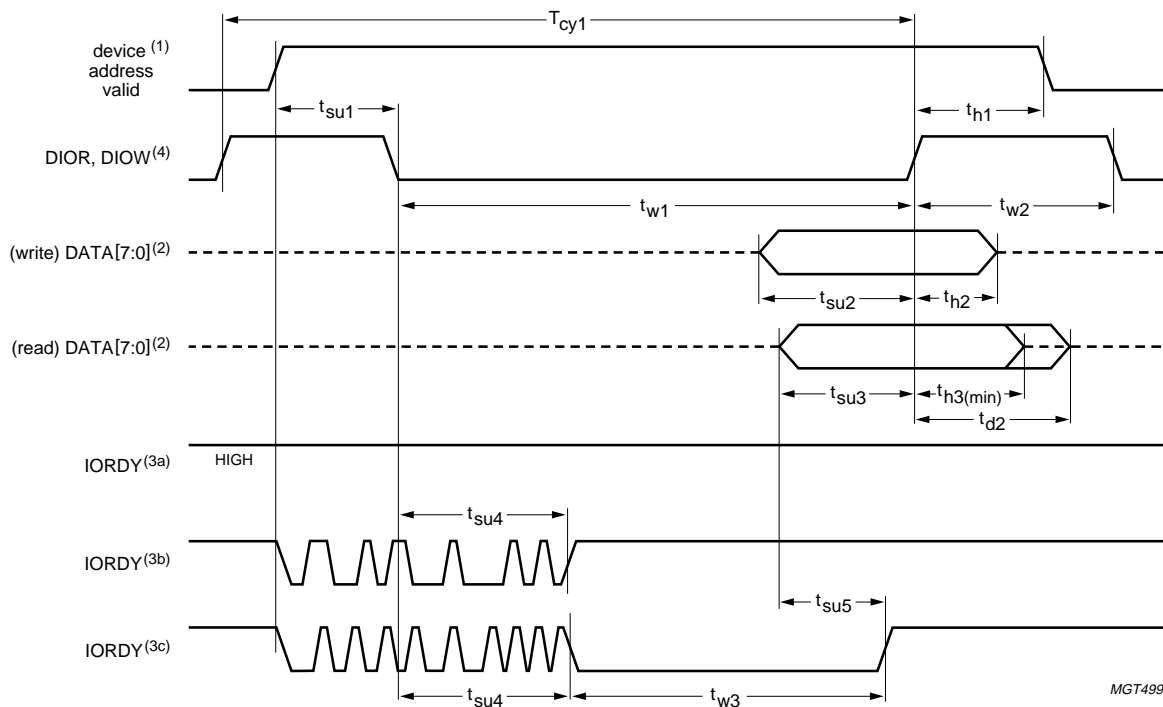 Tcy1
device (1)
address
valid
tsu1
th1
DIOR, DIOW(4)
tw1
tw2
(write) DATA[7:0](2)
tsu2
th2
(read) DATA[7:0](2)
tsu3
th3(min)
td2
IORDY(3a)
HIGH
tsu4
IORDY(3b)
tsu5
IORDY(3c)
tsu4
tw3
MGT499